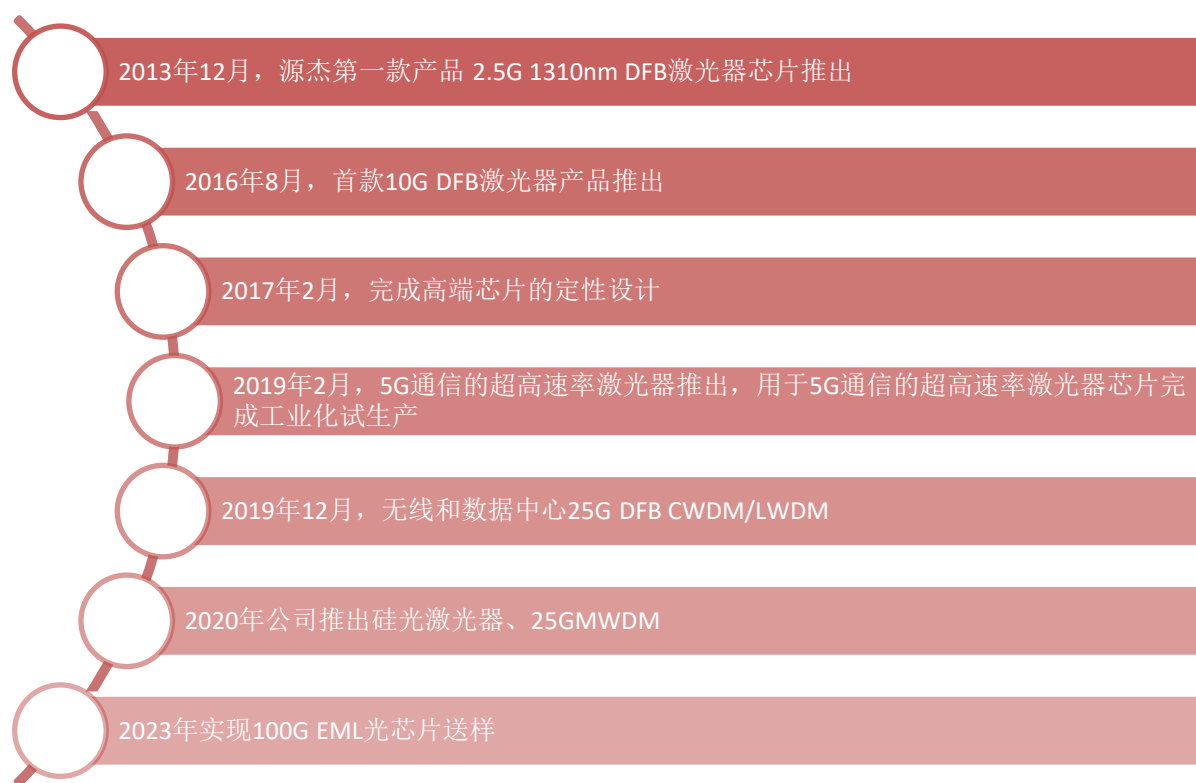 2013年12月，源杰第一款产品 2.5G 1310nm DFB激光器芯片推出
2016年8月，首款10G DFB激光器产品推出
2017年2月，完成高端芯片的定性设计
2019年2月，5G通信的超高速率激光器推出，用于5G通信的超高速率激光器芯片完
成工业化试生产
2019年12月，无线和数据中心25G DFB CWDM/LWDM
2020年公司推出硅光激光器、25GMWDM
2023年实现100G EML光芯片送样